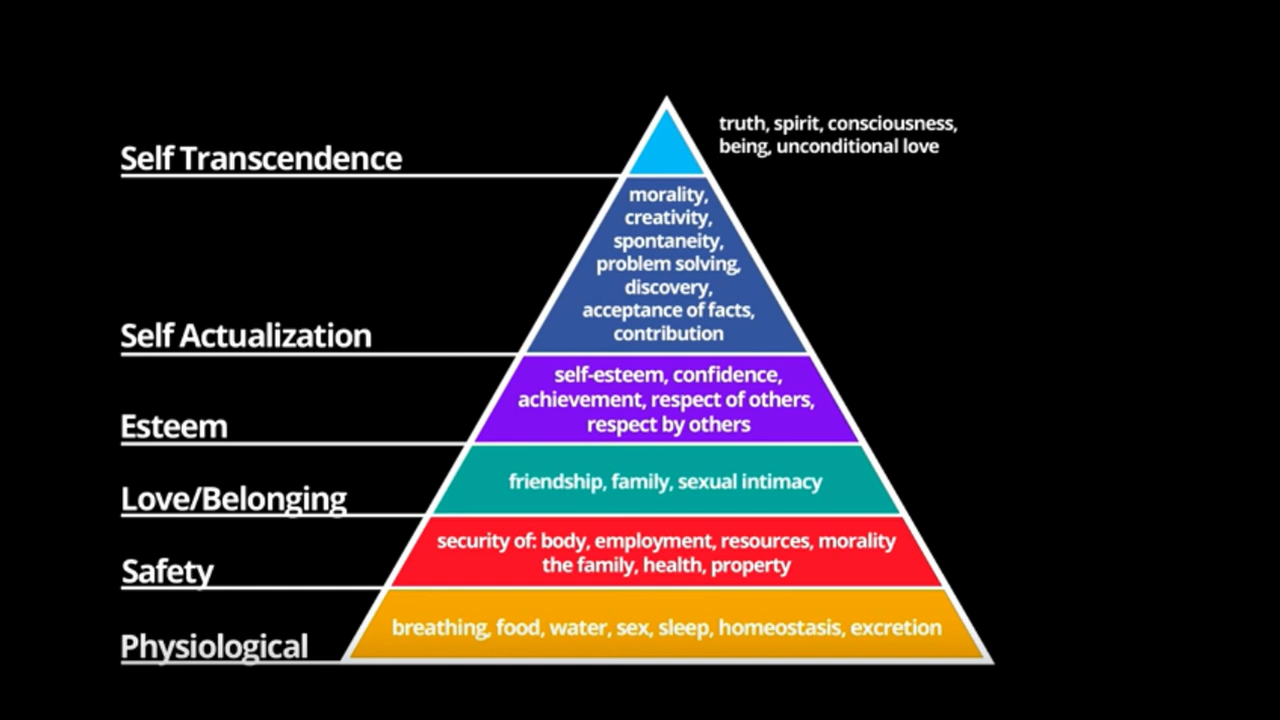 truth, spirit, consciousness,
being, unconditional love
Self Transcendence
morality,
creativity,
spontaneity,
problem solving,
discovery,
acceptance of facts,
contribution
Self Actualization
self-esteem, confidence,
achievement, respect of others,
respect by others
Esteem
friendship, family, sexual intimacy
Love/Belonging
security of: body, employment, resources, morality
the family, health, property
Safety
breathing, food, water, sex, sleep, homeostasis, excretion
Physiological